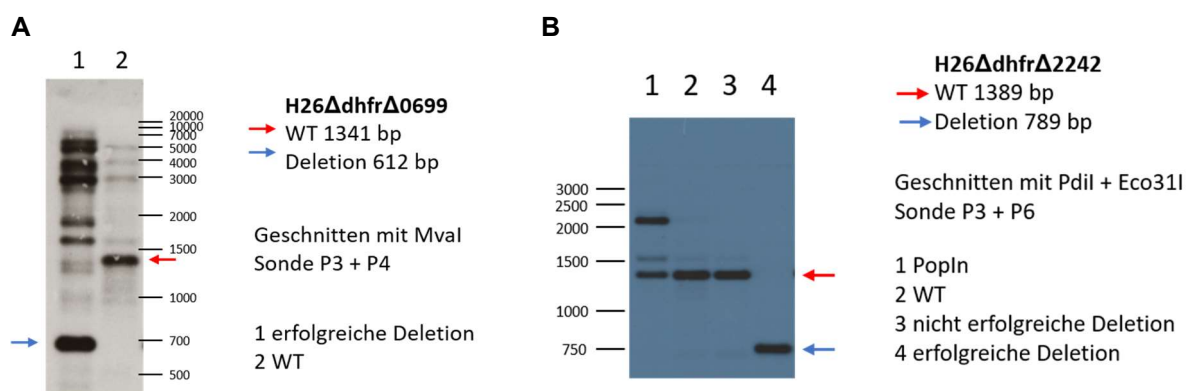 A
1 2
20000
10000
7000
5000
4000
3000
2000
1500
1000
700
500
H26ΔdhfrΔ0699
WT 1341 bp
Deletion 612 bp
Geschnitten mit MvaI
Sonde P3 + P4
1 erfolgreiche Deletion
2 WT
B
1 2 3 4
3000
2500
2000
1500
1000
750
H26ΔdhfrΔ2242
WT 1389 bp
Deletion 789 bp
Geschnitten mit PdiI + Eco31I
Sonde P3 + P6
1 PopIn
2 WT
3 nicht erfolgreiche Deletion
4 erfolgreiche Deletion